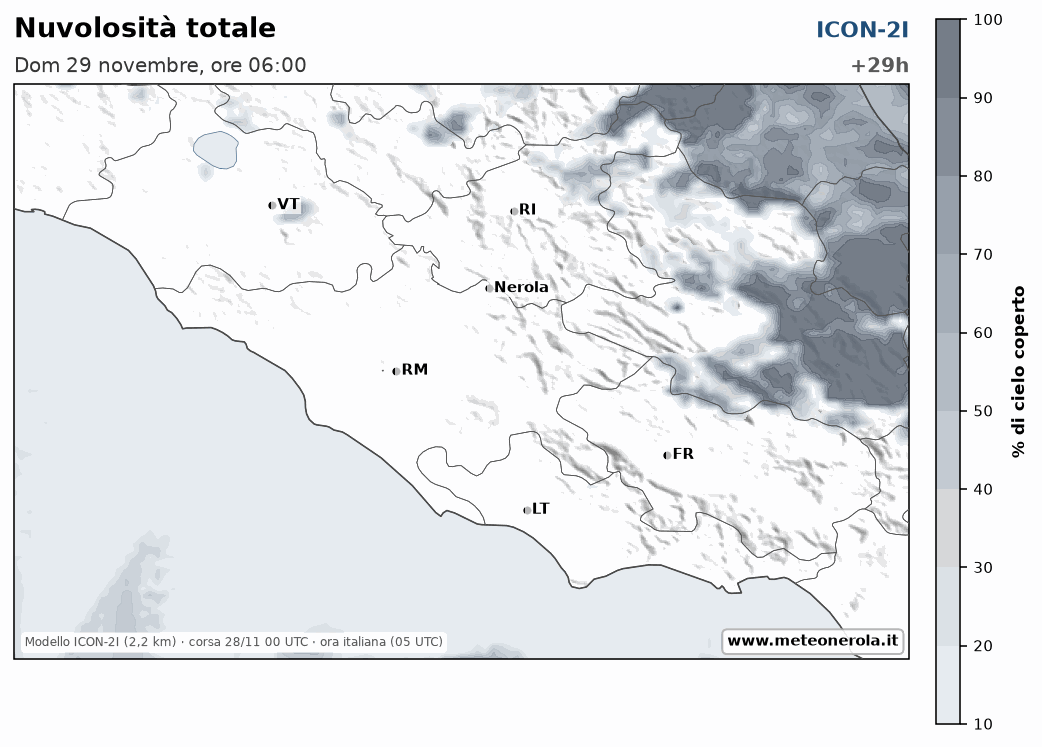 Nuvolosità totale
ICON-2I
Dom 29 novembre, ore 06:00
+29h
100
90
80
70
60
50
40
30
20
10
% di cielo coperto
VT
RI
Nerola
RM
FR
LT
Modello ICON-2I (2,2 km) · corsa 28/11 00 UTC · ora italiana (05 UTC)
www.meteonerola.it